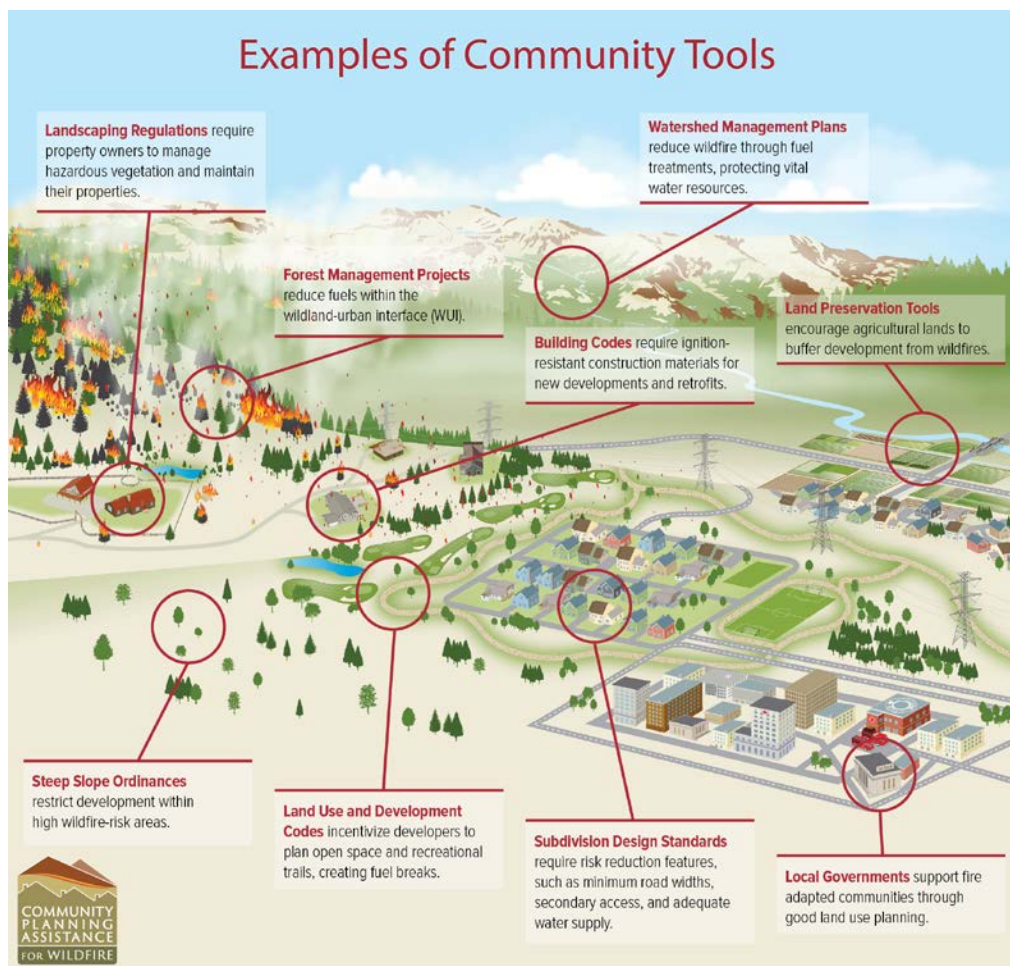 Examples of Community Tools
Landscaping Regulations require
property owners to manage
hazardous vegetation and maintain
their properties.
Watershed Management Plans
reduce wildfire through fuel
treatments, protecting vital
water resources.
Forest Management Projects
reduce fuels within the
wildland-urban interface (WUI).
Land Preservation Tools
encourage agricultural lands to
buffer development from wildfires.
Building Codes require ignition-
resistant construction materials for
new developments and retrofits.
Steep Slope Ordinances
restrict development within
high wildfire-risk areas.
Land Use and Development
Codes incentivize developers to
plan open space and recreational
trails, creating fuel breaks.
Subdivision Design Standards
require risk reduction features,
such as minimum road widths,
secondary access, and adequate
water supply.
Local Governments support fire
adapted communities through
good land use planning.
COMMUNITY
PLANNING
ASSISTANCE
FOR WILDFIRE